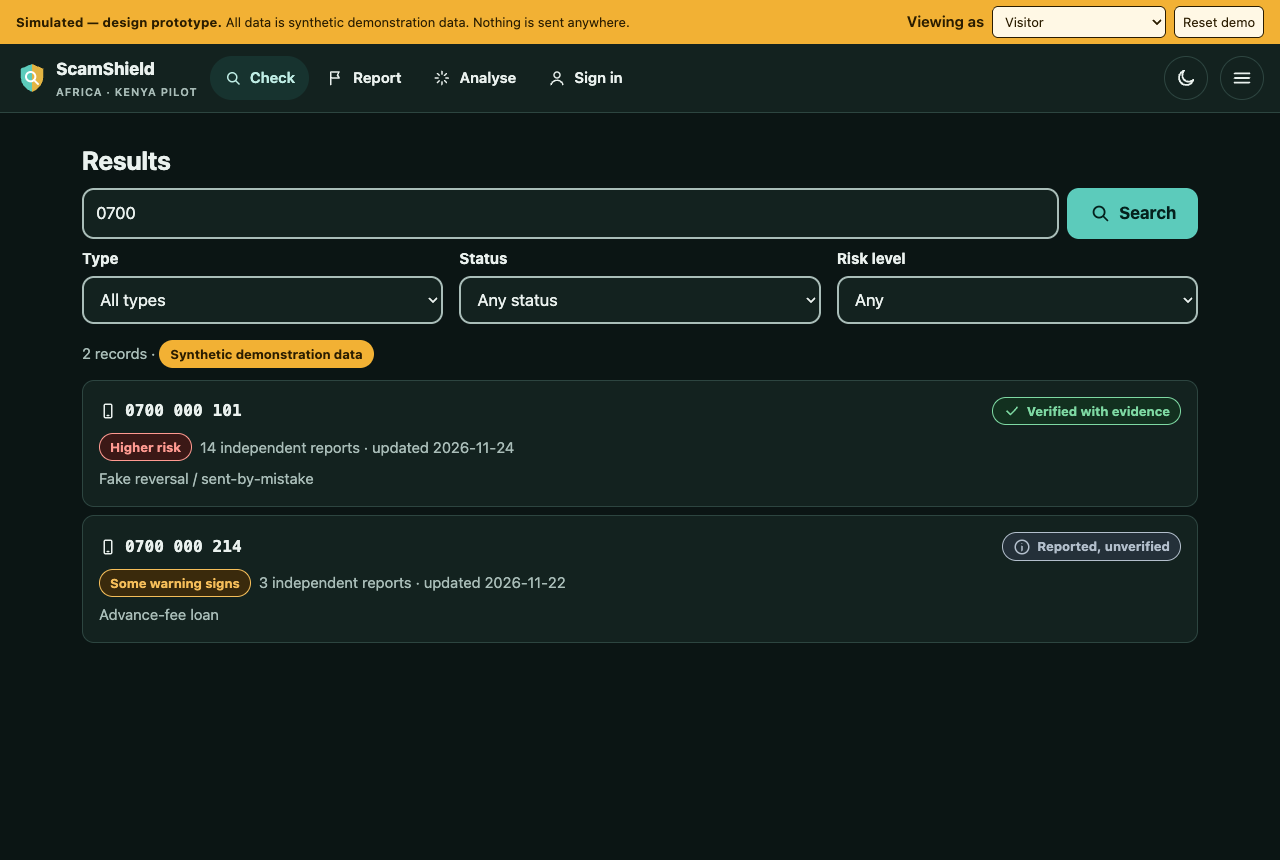 Simulated — design prototype. All data is synthetic demonstration data. Nothing is sent anywhere. Viewing as Visitor Reset demo
ScamShield
AFRICA · KENYA PILOT
Check Report Analyse Sign in
Results
0700 Search
Type Status Risk level
All types Any status Any
2 records · Synthetic demonstration data
0700 000 101 Verified with evidence
Higher risk 14 independent reports · updated 2026-11-24
Fake reversal / sent-by-mistake
0700 000 214 Reported, unverified
Some warning signs 3 independent reports · updated 2026-11-22
Advance-fee loan